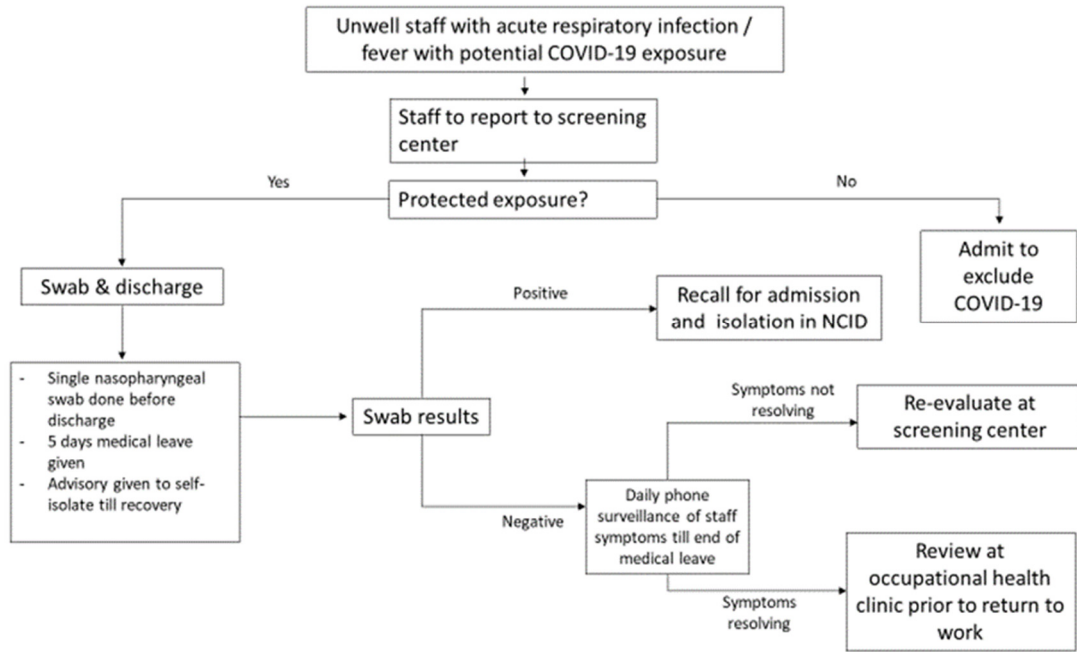 Unwell staff with acute respiratory infection /
fever with potential COVID-19 exposure
Staff to report to screening
center
Yes
Protected exposure?
No
Swab & discharge
Admit to
exclude
COVID-19
Positive
Recall for admission
and isolation in NCID
- Single nasopharyngeal
swab done before
discharge
- 5 days medical leave
given
- Advisory given to self-
isolate till recovery
Swab results
Symptoms not
resolving
Re-evaluate at
screening center
Negative
Daily phone
surveillance of staff
symptoms till end of
medical leave
Symptoms
resolving
Review at
occupational health
clinic prior to return to
work